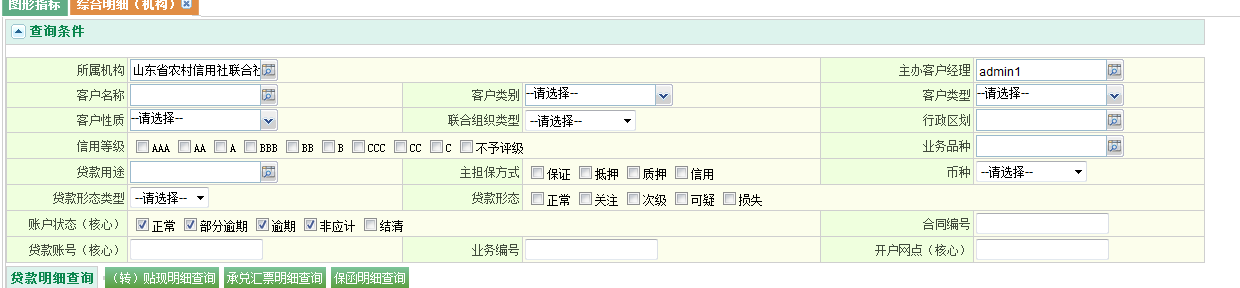 图形指标 综合明细（机构）
查询条件
所属机构 山东省农村信用社联合社 主办客户经理 admin1
客户名称 客户类别 --请选择-- 客户类型 --请选择--
客户性质 --请选择-- 联合组织类型 --请选择-- 行政区划
信用等级 AAA AA A BBB BB B CCC CC C 不予评级 业务品种
贷款用途 主担保方式 保证 抵押 质押 信用 币种 --请选择--
贷款形态类型 --请选择-- 贷款形态 正常 关注 次级 可疑 损失
账户状态（核心） 正常 部分逾期 逾期 非应计 结清 合同编号
贷款账号（核心） 业务编号 开户网点（核心）
贷款明细查询 （转）贴现明细查询 承兑汇票明细查询 保函明细查询